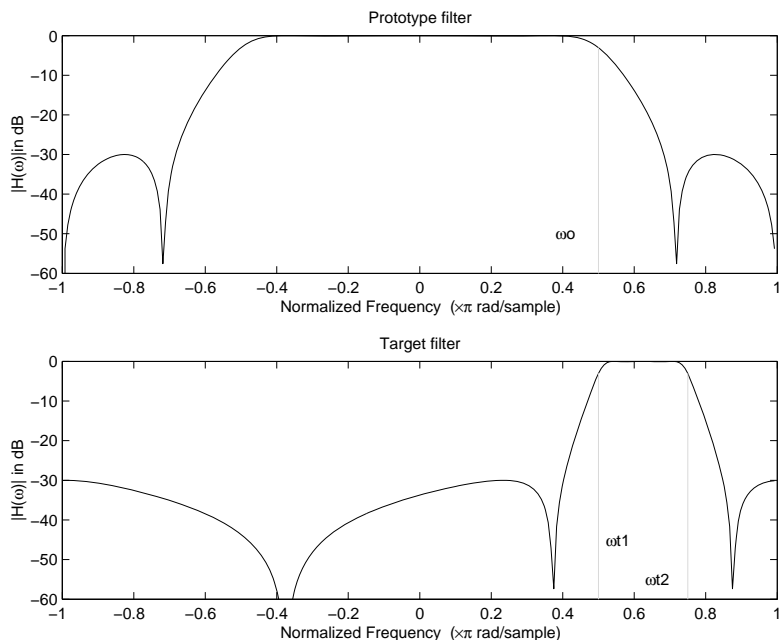 Prototype filter
0
−10
−20
−30
−40
−50
−60
|H(ω)|in dB
ωo
−1 −0.8 −0.6 −0.4 −0.2 0 0.2 0.4 0.6 0.8 1
Normalized Frequency (×π rad/sample)
Target filter
0
−10
−20
−30
−40
−50
−60
|H(ω)| in dB
ωt1
ωt2
−1 −0.8 −0.6 −0.4 −0.2 0 0.2 0.4 0.6 0.8 1
Normalized Frequency (×π rad/sample)